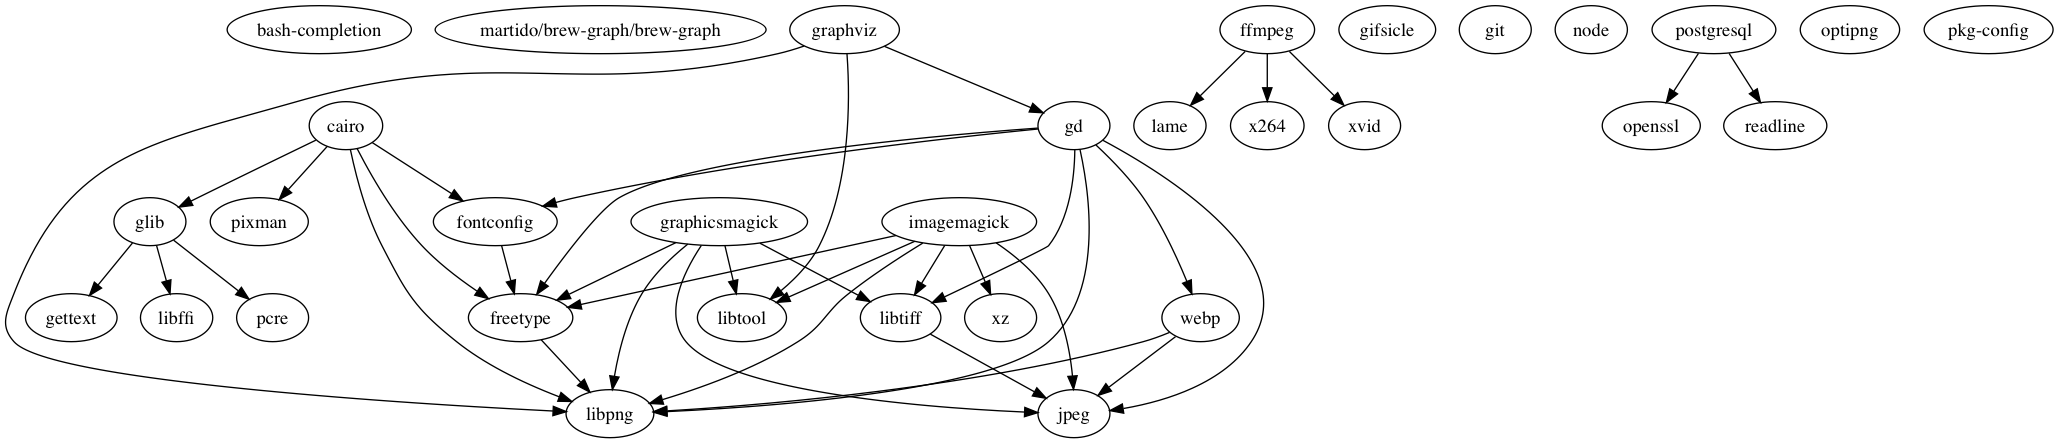 bash-completion
martido/brew-graph/brew-graph
graphviz
ffmpeg
gifsicle
git
node
postgresql
optipng
pkg-config
cairo
gd
lame
x264
xvid
openssl
readline
glib
pixman
fontconfig
graphicsmagick
imagemagick
gettext
libffi
pcre
freetype
libtool
libtiff
xz
webp
libpng
jpeg